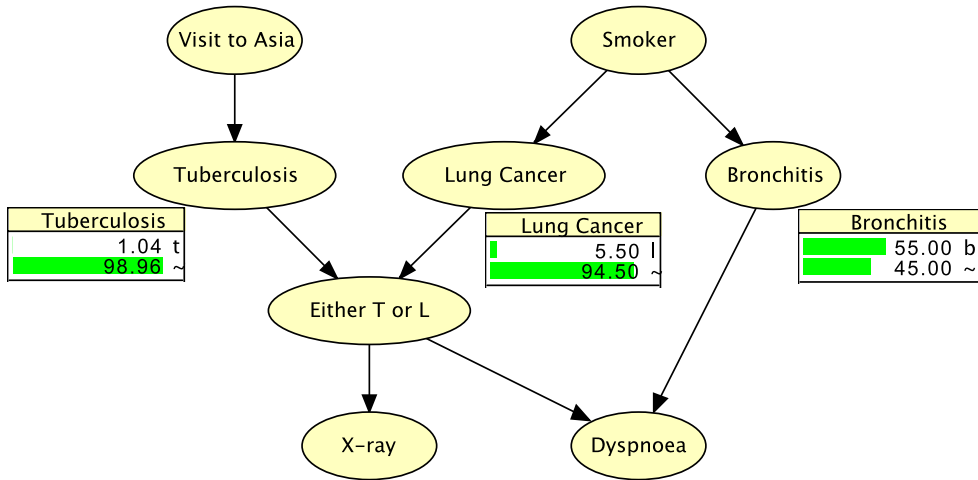 Visit to Asia
Smoker
Tuberculosis
Lung Cancer
Bronchitis
Tuberculosis
1.04 t
98.96 ~
Lung Cancer
5.50 l
94.50 ~
Bronchitis
55.00 b
45.00 ~
Either T or L
X-ray
Dyspnoea